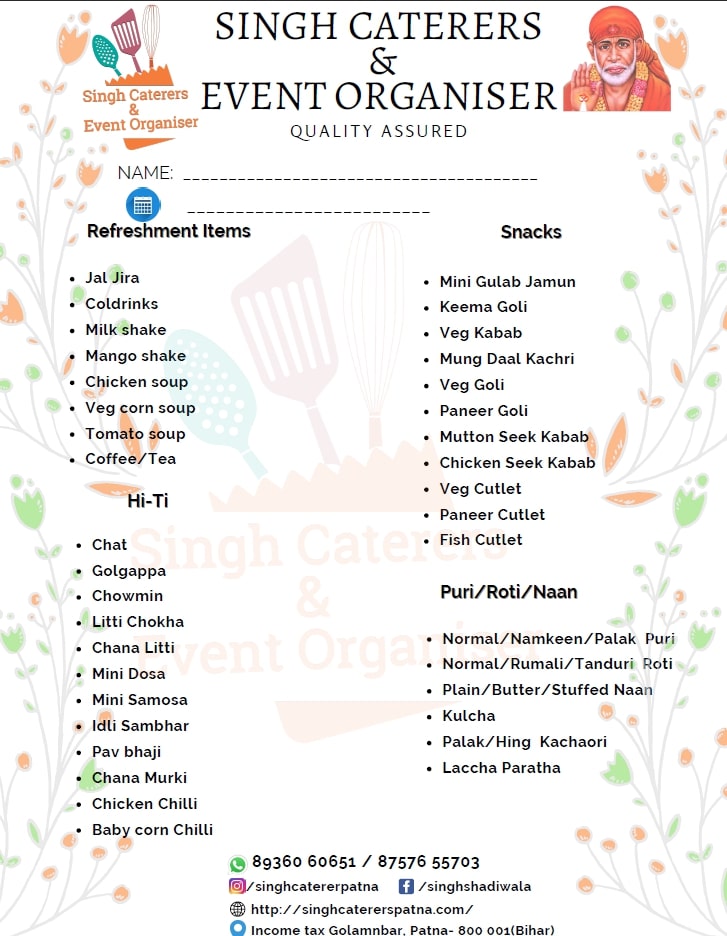 SINGH CATERERS
&
EVENT ORGANISER
QUALITY ASSURED
Singh Caterers
&
Event Organiser
NAME: _______________________________________
___________________________
Refreshment Items
• Jal Jira
• Coldrinks
• Milk shake
• Mango shake
• Chicken soup
• Veg corn soup
• Tomato soup
• Coffee/Tea
Hi-Ti
• Chat
• Golgappa
• Chowmin
• Litti Chokha
• Chana Litti
• Mini Dosa
• Mini Samosa
• Idli Sambhar
• Pav bhaji
• Chana Murki
• Chicken Chilli
• Baby corn Chilli
Snacks
• Mini Gulab Jamun
• Keema Goli
• Veg Kabab
• Mung Daal Kachri
• Veg Goli
• Paneer Goli
• Mutton Seek Kabab
• Chicken Seek Kabab
• Veg Cutlet
• Paneer Cutlet
• Fish Cutlet
Puri/Roti/Naan
• Normal/Namkeen/Palak Puri
• Normal/Rumali/Tanduri Roti
• Plain/Butter/Stuffed Naan
• Kulcha
• Palak/Hing Kachaori
• Laccha Paratha
Singh Caterers
&
Event Organiser
89360 60651 / 87576 55703
/singhcatererpatna /singhshadiwala
http://singhcatererspatna.com/
Income tax Golamnbar, Patna- 800 001(Bihar)